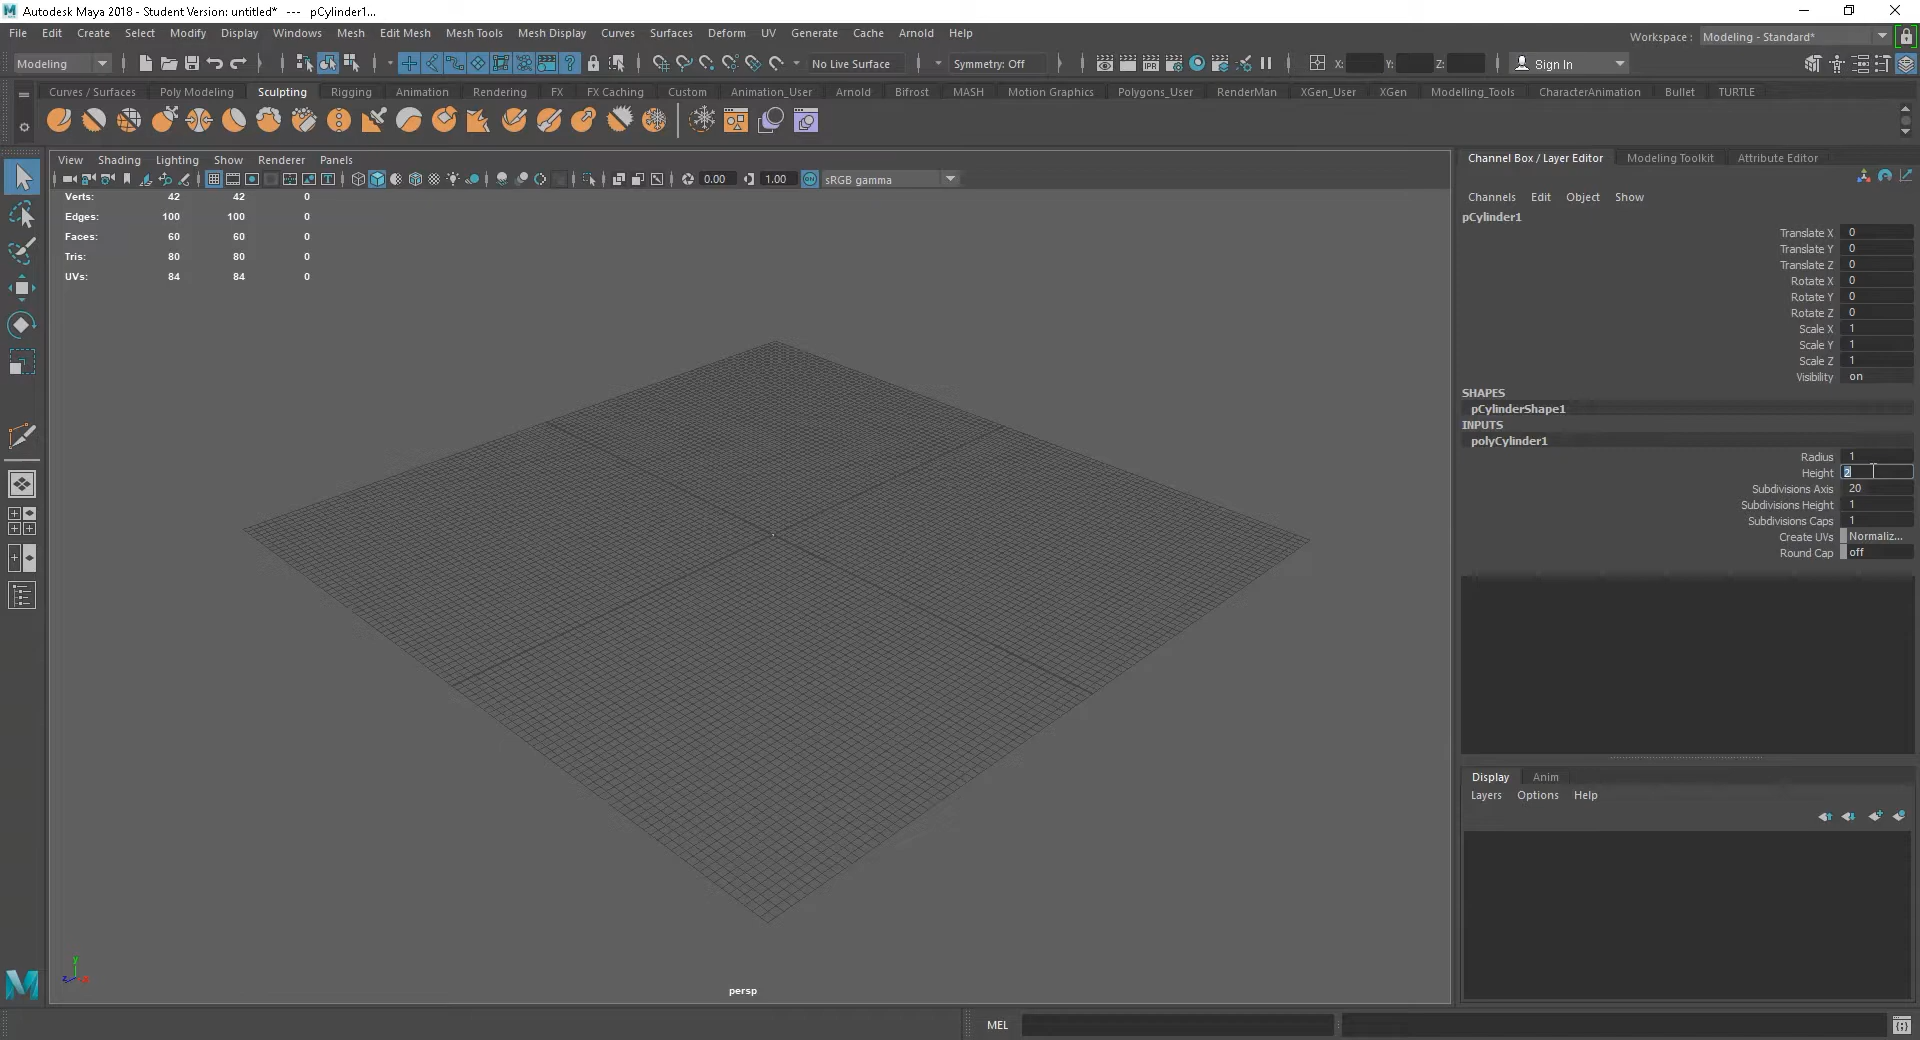 Autodesk Maya 2018 - Student Version: untitled*   ---   pCylinder1...
File Edit Create Select Modify Display Windows Mesh Edit Mesh Mesh Tools Mesh Display Curves Surfaces Deform UV Generate Cache Arnold Help
Workspace : Modeling - Standard*
Modeling No Live Surface Symmetry: Off X: Y: Z: Sign In
Curves / Surfaces Poly Modeling Sculpting Rigging Animation Rendering FX FX Caching Custom Animation_User Arnold Bifrost MASH Motion Graphics Polygons_User RenderMan XGen_User XGen Modelling_Tools CharacterAnimation Bullet TURTLE
View Shading Lighting Show Renderer Panels
0.00 1.00 sRGB gamma
Verts: 42 42 0
Edges: 100 100 0
Faces: 60 60 0
Tris: 80 80 0
UVs: 84 84 0
y
z
persp
Channel Box / Layer Editor Modeling Toolkit Attribute Editor
Channels Edit Object Show
pCylinder1
Translate X 0
Translate Y 0
Translate Z 0
Rotate X 0
Rotate Y 0
Rotate Z 0
Scale X 1
Scale Y 1
Scale Z 1
Visibility on
SHAPES
pCylinderShape1
INPUTS
polyCylinder1
Radius 1
Height 2
Subdivisions Axis 20
Subdivisions Height 1
Subdivisions Caps 1
Create UVs Normaliz...
Round Cap off
Display Anim
Layers Options Help
MEL